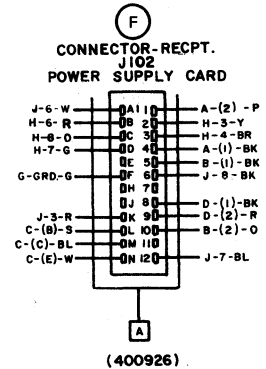 F
CONNECTOR-RECPT.
J102
POWER SUPPLY CARD
J-6-W A 1 A-(2)-P
H-6-R B 2 H-3-Y
H-8-O C 3 H-4-BR
H-7-G D 4 A-(1)-BK
E 5 B-(1)-BK
G-GRD.-G F 6 J-8-BK
H 7
J 8 D-(1)-BK
J-3-R K 9 D-(2)-R
C-(B)-S L 10 B-(2)-O
C-(C)-BL M 11
C-(E)-W N 12 J-7-BL
A
(400926)